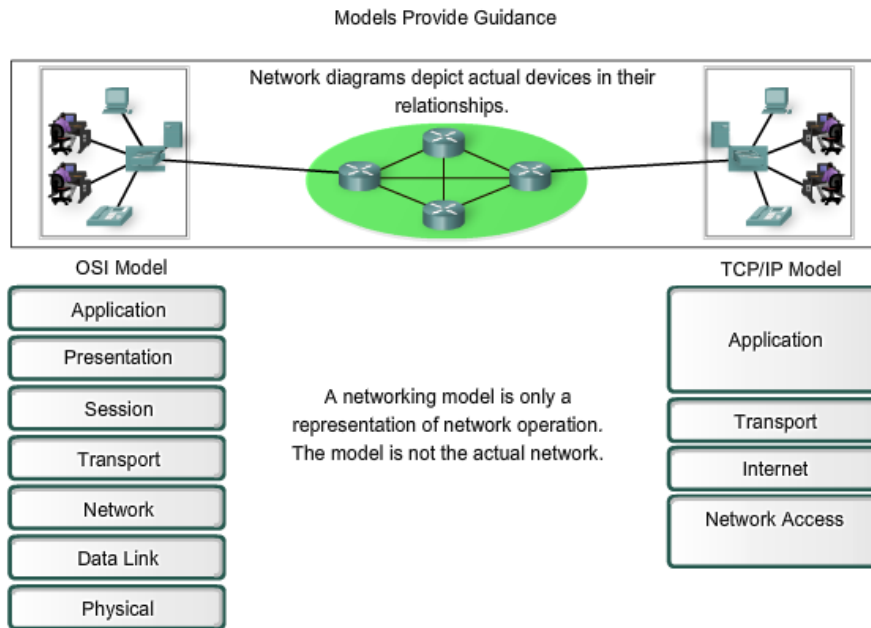 Models Provide Guidance
Network diagrams depict actual devices in their
relationships.
OSI Model
Application
Presentation
Session
Transport
Network
Data Link
Physical
A networking model is only a
representation of network operation.
The model is not the actual network.
TCP/IP Model
Application
Transport
Internet
Network Access